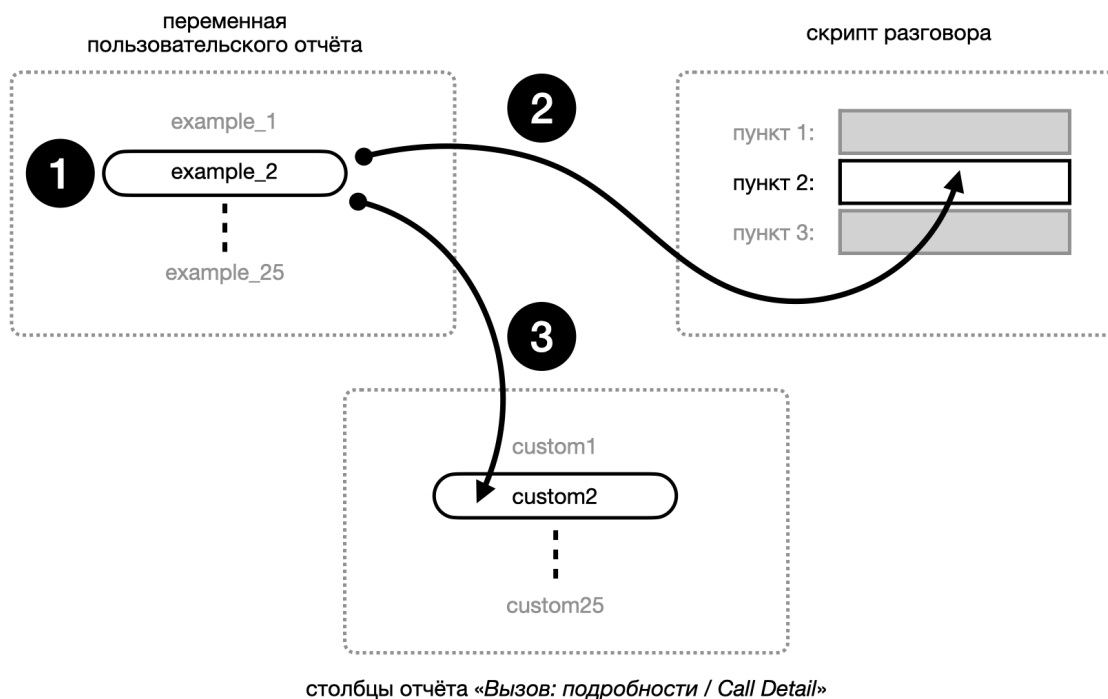 переменная
пользовательского отчёта
example_1
1
example_2
example_25
2
скрипт разговора
пункт 1:
пункт 2:
пункт 3:
3
custom1
custom2
custom25
столбцы отчёта «Вызов: подробности / Call Detail»